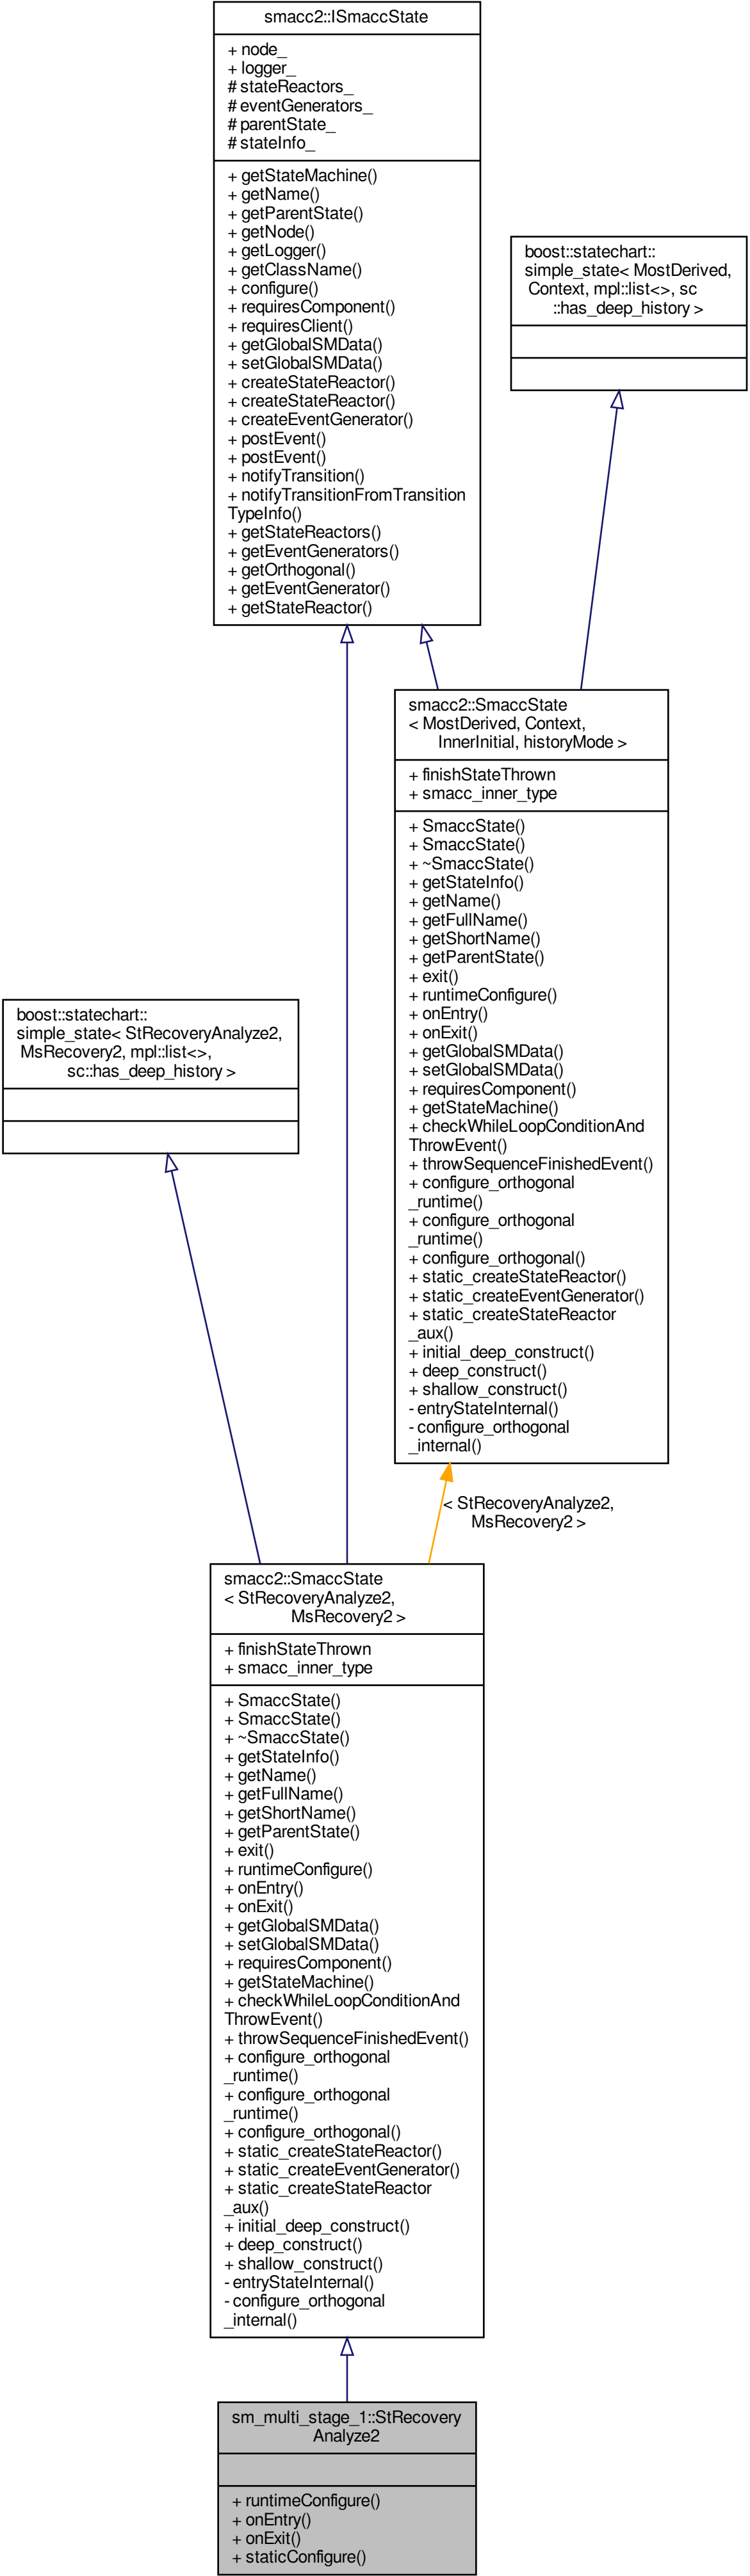 smacc2::ISmaccState
+ node_
+ logger_
# stateReactors_
# eventGenerators_
# parentState_
# stateInfo_
+ getStateMachine()
+ getName()
+ getParentState()
+ getNode()
+ getLogger()
+ getClassName()
+ configure()
+ requiresComponent()
+ requiresClient()
+ getGlobalSMData()
+ setGlobalSMData()
+ createStateReactor()
+ createStateReactor()
+ createEventGenerator()
+ postEvent()
+ postEvent()
+ notifyTransition()
+ notifyTransitionFromTransition
TypeInfo()
+ getStateReactors()
+ getEventGenerators()
+ getOrthogonal()
+ getEventGenerator()
+ getStateReactor()
boost::statechart::
simple_state< MostDerived,
Context, mpl::list<>, sc
::has_deep_history >
smacc2::SmaccState
< MostDerived, Context,
InnerInitial, historyMode >
+ finishStateThrown
+ smacc_inner_type
+ SmaccState()
+ SmaccState()
+ ~SmaccState()
+ getStateInfo()
+ getName()
+ getFullName()
+ getShortName()
+ getParentState()
+ exit()
+ runtimeConfigure()
+ onEntry()
+ onExit()
+ getGlobalSMData()
+ setGlobalSMData()
+ requiresComponent()
+ getStateMachine()
+ checkWhileLoopConditionAnd
ThrowEvent()
+ throwSequenceFinishedEvent()
+ configure_orthogonal
_runtime()
+ configure_orthogonal
_runtime()
+ configure_orthogonal()
+ static_createStateReactor()
+ static_createEventGenerator()
+ static_createStateReactor
_aux()
+ initial_deep_construct()
+ deep_construct()
+ shallow_construct()
- entryStateInternal()
- configure_orthogonal
_internal()
boost::statechart::
simple_state< StRecoveryAnalyze2,
MsRecovery2, mpl::list<>,
sc::has_deep_history >
< StRecoveryAnalyze2,
MsRecovery2 >
smacc2::SmaccState
< StRecoveryAnalyze2,
MsRecovery2 >
+ finishStateThrown
+ smacc_inner_type
+ SmaccState()
+ SmaccState()
+ ~SmaccState()
+ getStateInfo()
+ getName()
+ getFullName()
+ getShortName()
+ getParentState()
+ exit()
+ runtimeConfigure()
+ onEntry()
+ onExit()
+ getGlobalSMData()
+ setGlobalSMData()
+ requiresComponent()
+ getStateMachine()
+ checkWhileLoopConditionAnd
ThrowEvent()
+ throwSequenceFinishedEvent()
+ configure_orthogonal
_runtime()
+ configure_orthogonal
_runtime()
+ configure_orthogonal()
+ static_createStateReactor()
+ static_createEventGenerator()
+ static_createStateReactor
_aux()
+ initial_deep_construct()
+ deep_construct()
+ shallow_construct()
- entryStateInternal()
- configure_orthogonal
_internal()
sm_multi_stage_1::StRecovery
Analyze2
+ runtimeConfigure()
+ onEntry()
+ onExit()
+ staticConfigure()